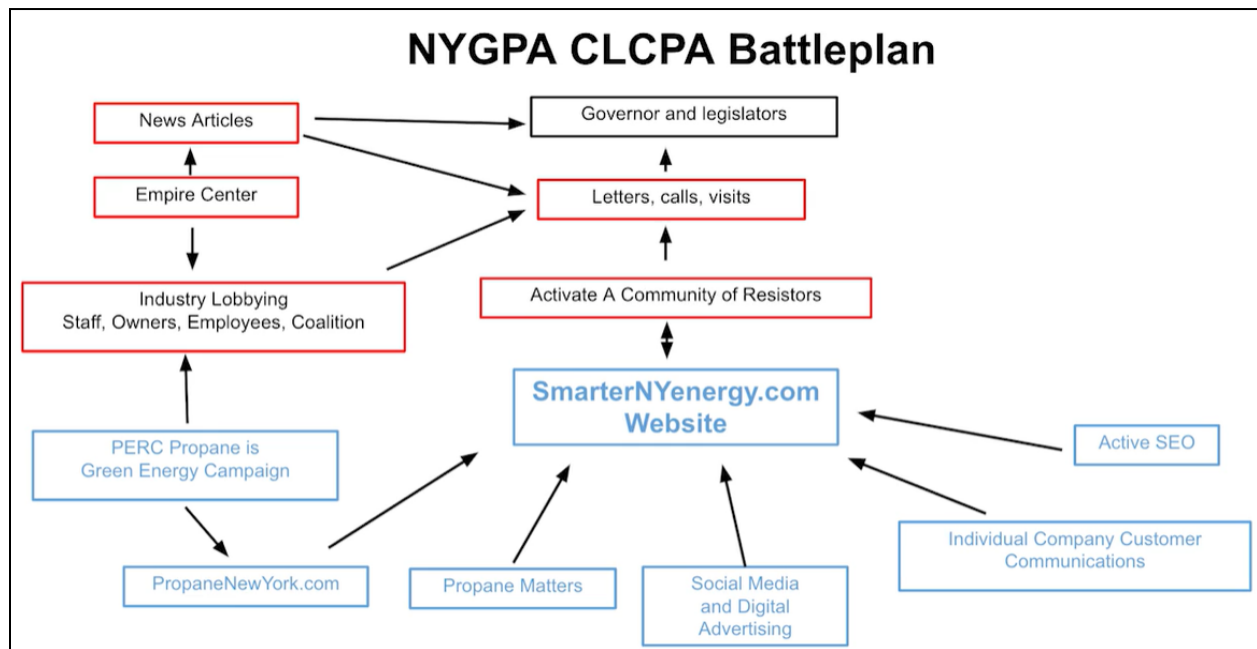 NYGPA CLCPA Battleplan
News Articles
Governor and legislators
Empire Center
Letters, calls, visits
Industry Lobbying
Staff, Owners, Employees, Coalition
Activate A Community of Resistors
SmarterNYenergy.com
Website
PERC Propane is
Green Energy Campaign
Active SEO
Individual Company Customer
Communications
PropaneNewYork.com
Propane Matters
Social Media
and Digital
Advertising